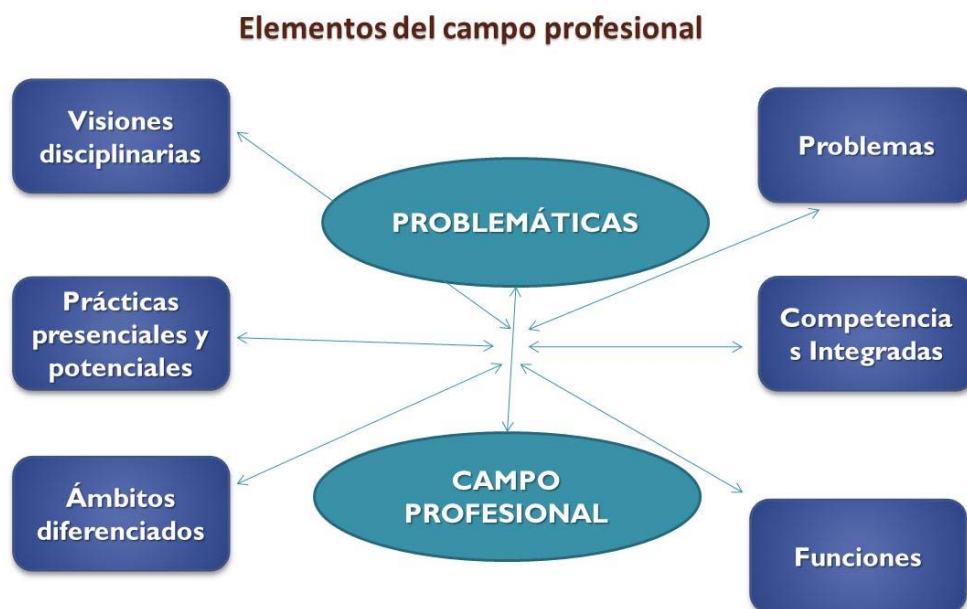 Elementos del campo profesional
Visiones
disciplinarias
Problemas
PROBLEMÁTICAS
Prácticas
presenciales y
potenciales
Competencia
s Integradas
Ámbitos
diferenciados
CAMPO
PROFESIONAL
Funciones